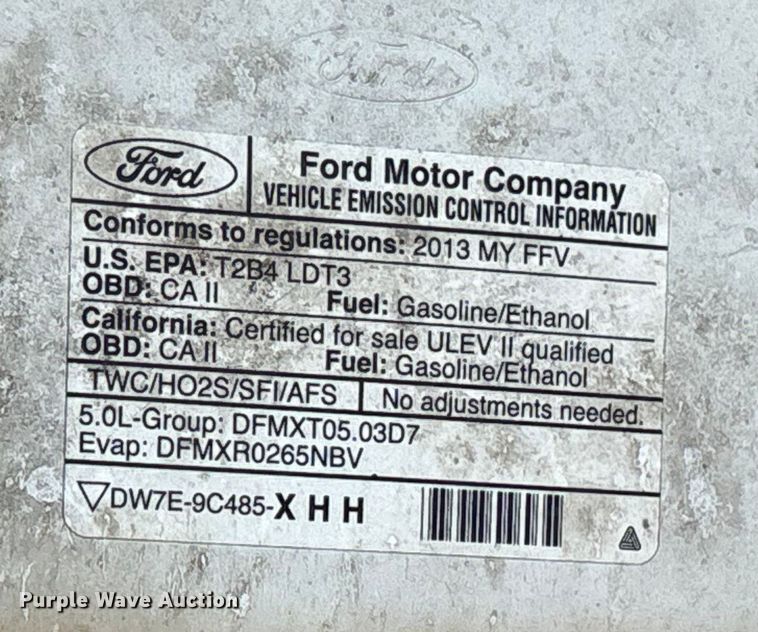 Ford
Ford
Ford Motor Company
VEHICLE EMISSION CONTROL INFORMATION
Conforms to regulations: 2013 MY FFV
U.S. EPA: T2B4 LDT3
OBD: CA II Fuel: Gasoline/Ethanol
California: Certified for sale ULEV II qualified
OBD: CA II Fuel: Gasoline/Ethanol
TWC/HO2S/SFI/AFS No adjustments needed.
5.0L-Group: DFMXT05.03D7
Evap: DFMXR0265NBV
DW7E-9C485-X H H
Purple Wave Auction